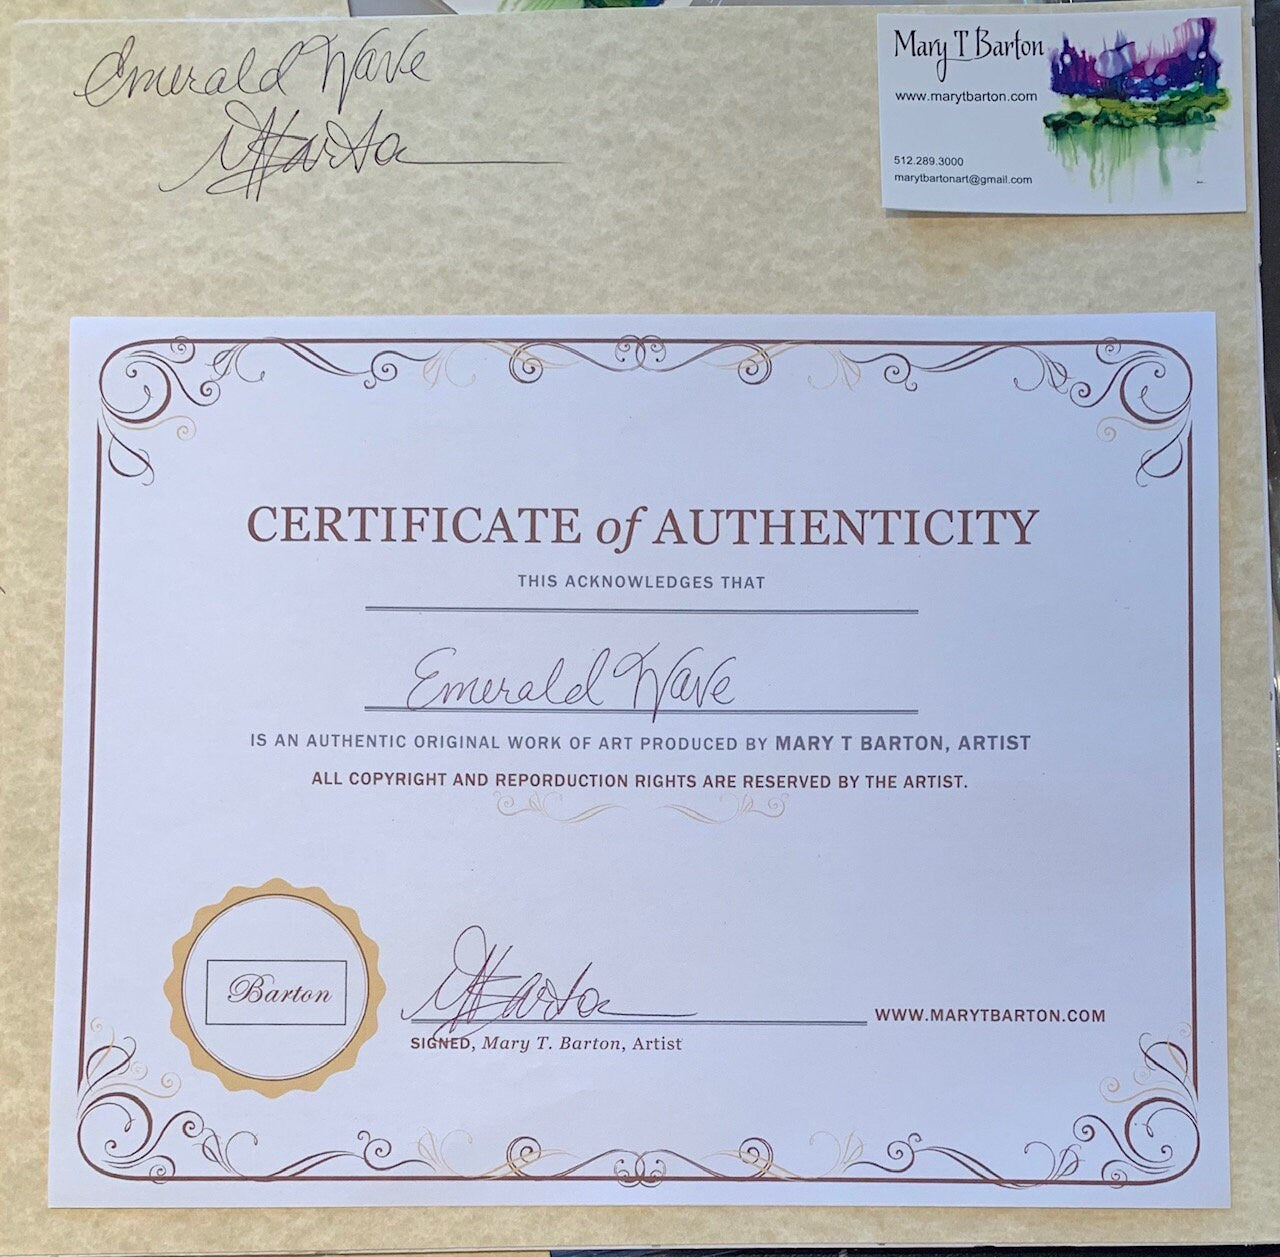 Emerald Wave
MTBarton
Mary T Barton
www.marytbarton.com
512.289.3000
marytbartonart@gmail.com
CERTIFICATE of AUTHENTICITY
THIS ACKNOWLEDGES THAT
Emerald Wave
IS AN AUTHENTIC ORIGINAL WORK OF ART PRODUCED BY MARY T BARTON, ARTIST
ALL COPYRIGHT AND REPORDUCTION RIGHTS ARE RESERVED BY THE ARTIST.
Barton
MTBarton
WWW.MARYTBARTON.COM
SIGNED, Mary T. Barton, Artist